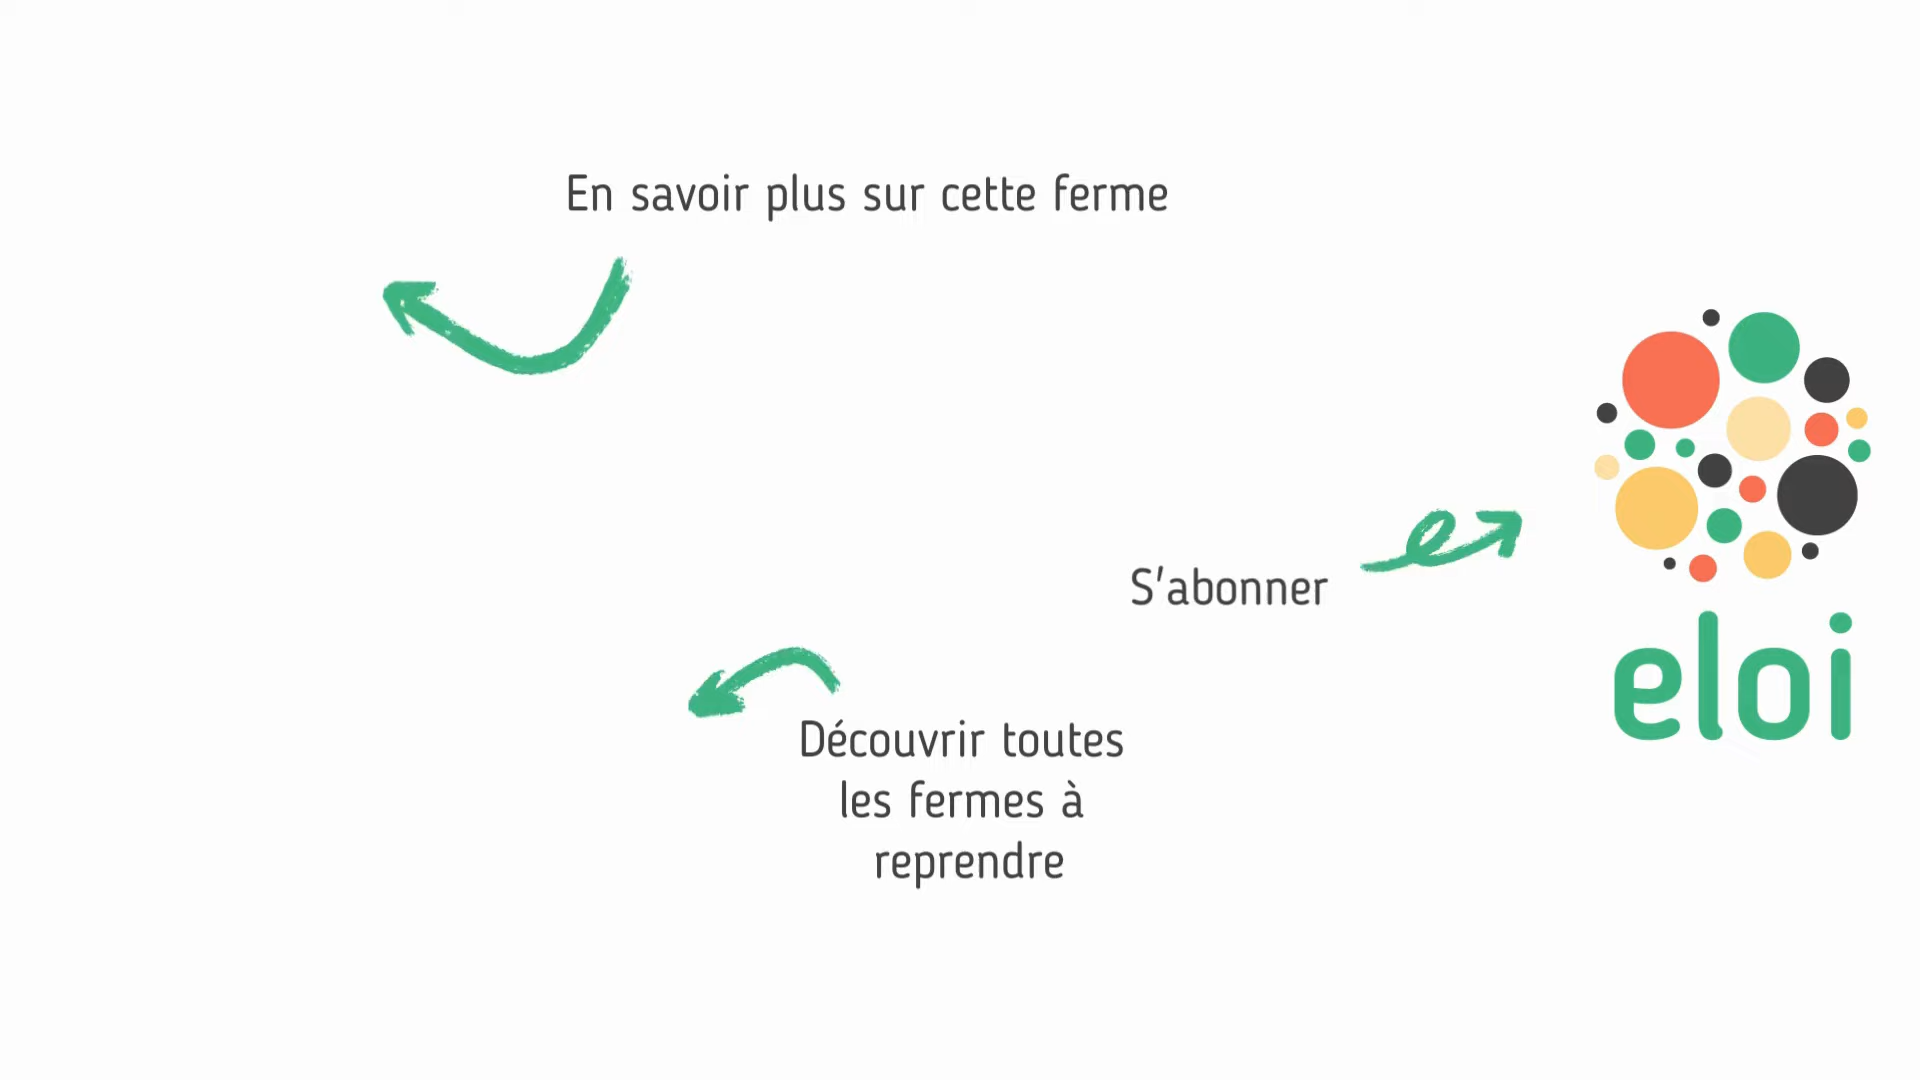 En savoir plus sur cette ferme
S'abonner
eloi
Découvrir toutes
les fermes à
reprendre